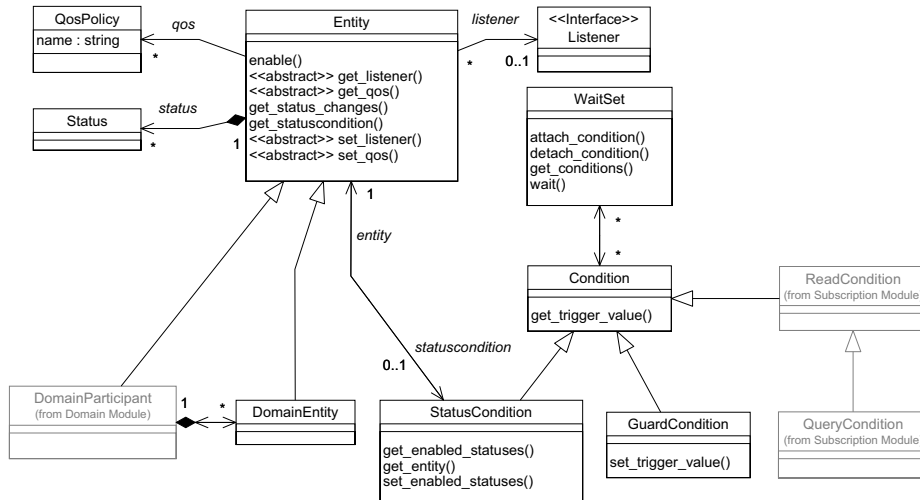 QosPolicy
name : string
qos
*
Entity
enable()
<<abstract>> get_listener()
<<abstract>> get_qos()
get_status_changes()
get_statuscondition()
<<abstract>> set_listener()
<<abstract>> set_qos()
listener
*
0..1
<<Interface>>
Listener
Status
status
*
1
WaitSet
attach_condition()
detach_condition()
get_conditions()
wait()
1
entity
*
*
Condition
get_trigger_value()
ReadCondition
(from Subscription Module)
statuscondition
0..1
DomainParticipant
(from Domain Module)
1
*
DomainEntity
StatusCondition
get_enabled_statuses()
get_entity()
set_enabled_statuses()
GuardCondition
set_trigger_value()
QueryCondition
(from Subscription Module)